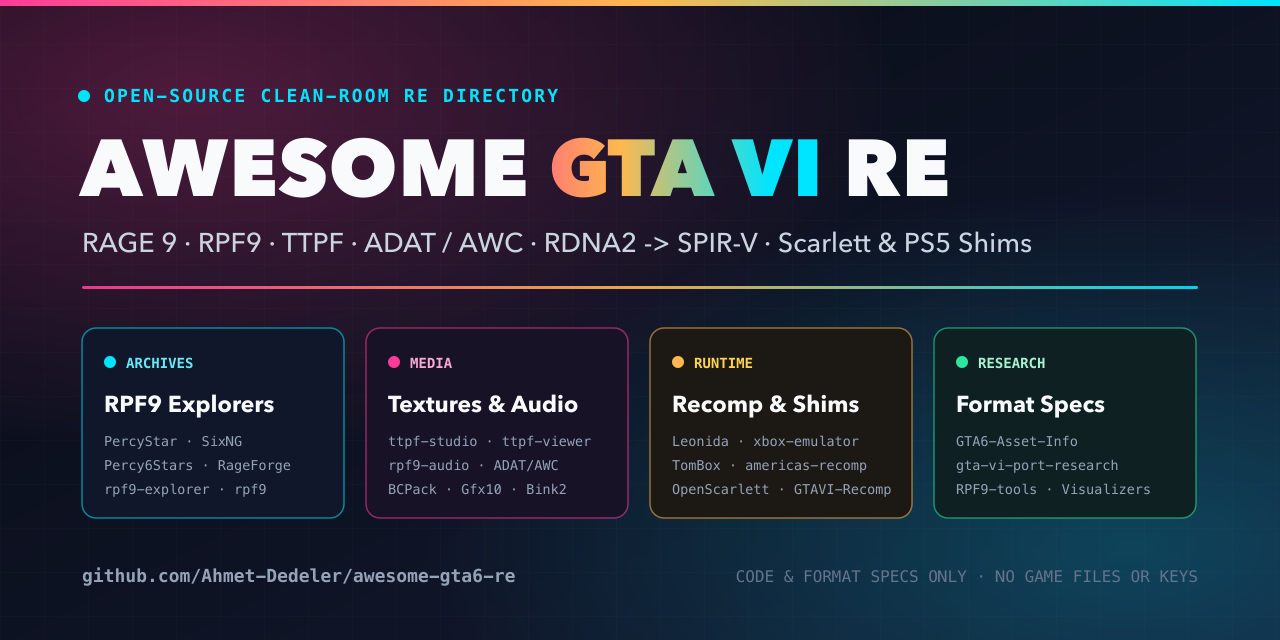 OPEN-SOURCE CLEAN-ROOM RE DIRECTORY
AWESOME GTA VI RE
RAGE 9 · RPF9 · TTPF · ADAT / AWC · RDNA2 -> SPIR-V · Scarlett & PS5 Shims
ARCHIVES
RPF9 Explorers
PercyStar · SixNG
Percy6Stars · RageForge
rpf9-explorer · rpf9
MEDIA
Textures & Audio
ttpf-studio · ttpf-viewer
rpf9-audio · ADAT/AWC
BCPack · Gfx10 · Bink2
RUNTIME
Recomp & Shims
Leonida · xbox-emulator
TomBox · americas-recomp
OpenScarlett · GTAVI-Recomp
RESEARCH
Format Specs
GTA6-Asset-Info
gta-vi-port-research
RPF9-tools · Visualizers
github.com/Ahmet-Dedeler/awesome-gta6-re
CODE & FORMAT SPECS ONLY · NO GAME FILES OR KEYS